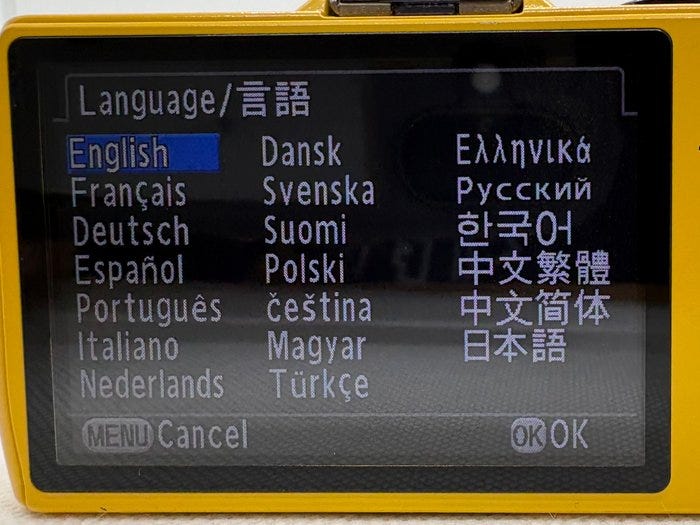 Language/言語
English Dansk Ελληνικά
Français Svenska Русский
Deutsch Suomi 한국어
Español Polski 中文繁體
Português čeština 中文简体
Italiano Magyar 日本語
Nederlands Türkçe
MENU Cancel OK OK